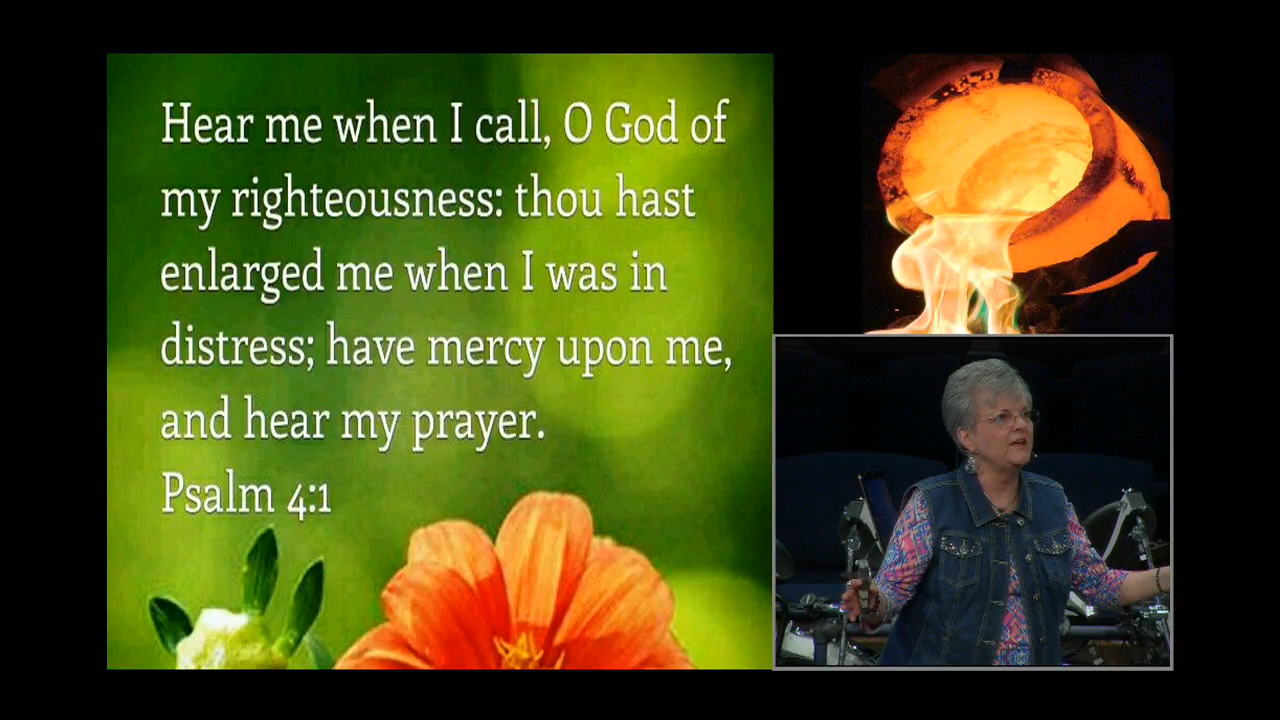 Hear me when I call, O God of
my righteousness: thou hast
enlarged me when I was in
distress; have mercy upon me,
and hear my prayer.
Psalm 4:1